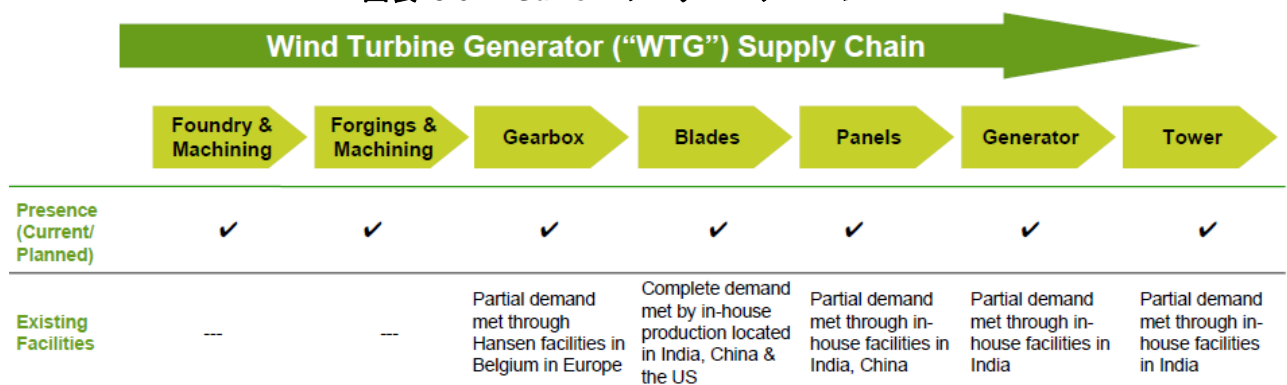 Wind Turbine Generator (“WTG”) Supply Chain
Foundry &
Machining
Forgings &
Machining
Gearbox
Blades
Panels
Generator
Tower
Presence
(Current/
Planned)
✔ ✔ ✔ ✔ ✔ ✔ ✔
Existing
Facilities
---
---
Partial demand
met through
Hansen facilities in
Belgium in Europe
Complete demand
met by in-house
production located
in India, China &
the US
Partial demand
met through in-
house facilities in
India, China
Partial demand
met through in-
house facilities in
India
Partial demand
met through in-
house facilities
in India